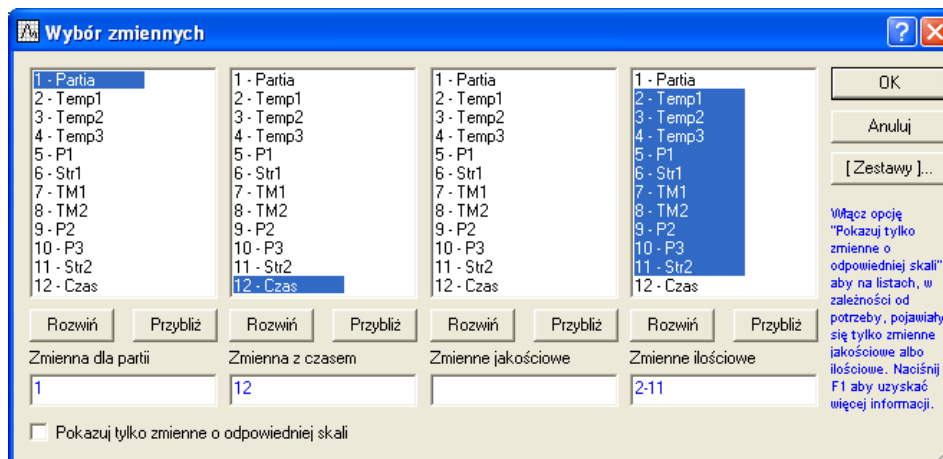 Wybór zmiennych
1 - Partia
2 - Temp1
3 - Temp2
4 - Temp3
5 - P1
6 - Str1
7 - TM1
8 - TM2
9 - P2
10 - P3
11 - Str2
12 - Czas
1 - Partia
2 - Temp1
3 - Temp2
4 - Temp3
5 - P1
6 - Str1
7 - TM1
8 - TM2
9 - P2
10 - P3
11 - Str2
12 - Czas
1 - Partia
2 - Temp1
3 - Temp2
4 - Temp3
5 - P1
6 - Str1
7 - TM1
8 - TM2
9 - P2
10 - P3
11 - Str2
12 - Czas
1 - Partia
2 - Temp1
3 - Temp2
4 - Temp3
5 - P1
6 - Str1
7 - TM1
8 - TM2
9 - P2
10 - P3
11 - Str2
12 - Czas
OK
Anuluj
[ Zestawy ]...
Włącz opcję
"Pokazuj tylko
zmienne o
odpowiedniej skali"
aby na listach, w
zależności od
potrzeby, pojawiały
się tylko zmienne
jakościowe albo
ilościowe. Naciśnij
F1 aby uzyskać
więcej informacji.
Rozwiń Przybliż Rozwiń Przybliż Rozwiń Przybliż Rozwiń Przybliż
Zmienna dla partii Zmienna z czasem Zmienne jakościowe Zmienne ilościowe
1 12 2-11
Pokazuj tylko zmienne o odpowiedniej skali